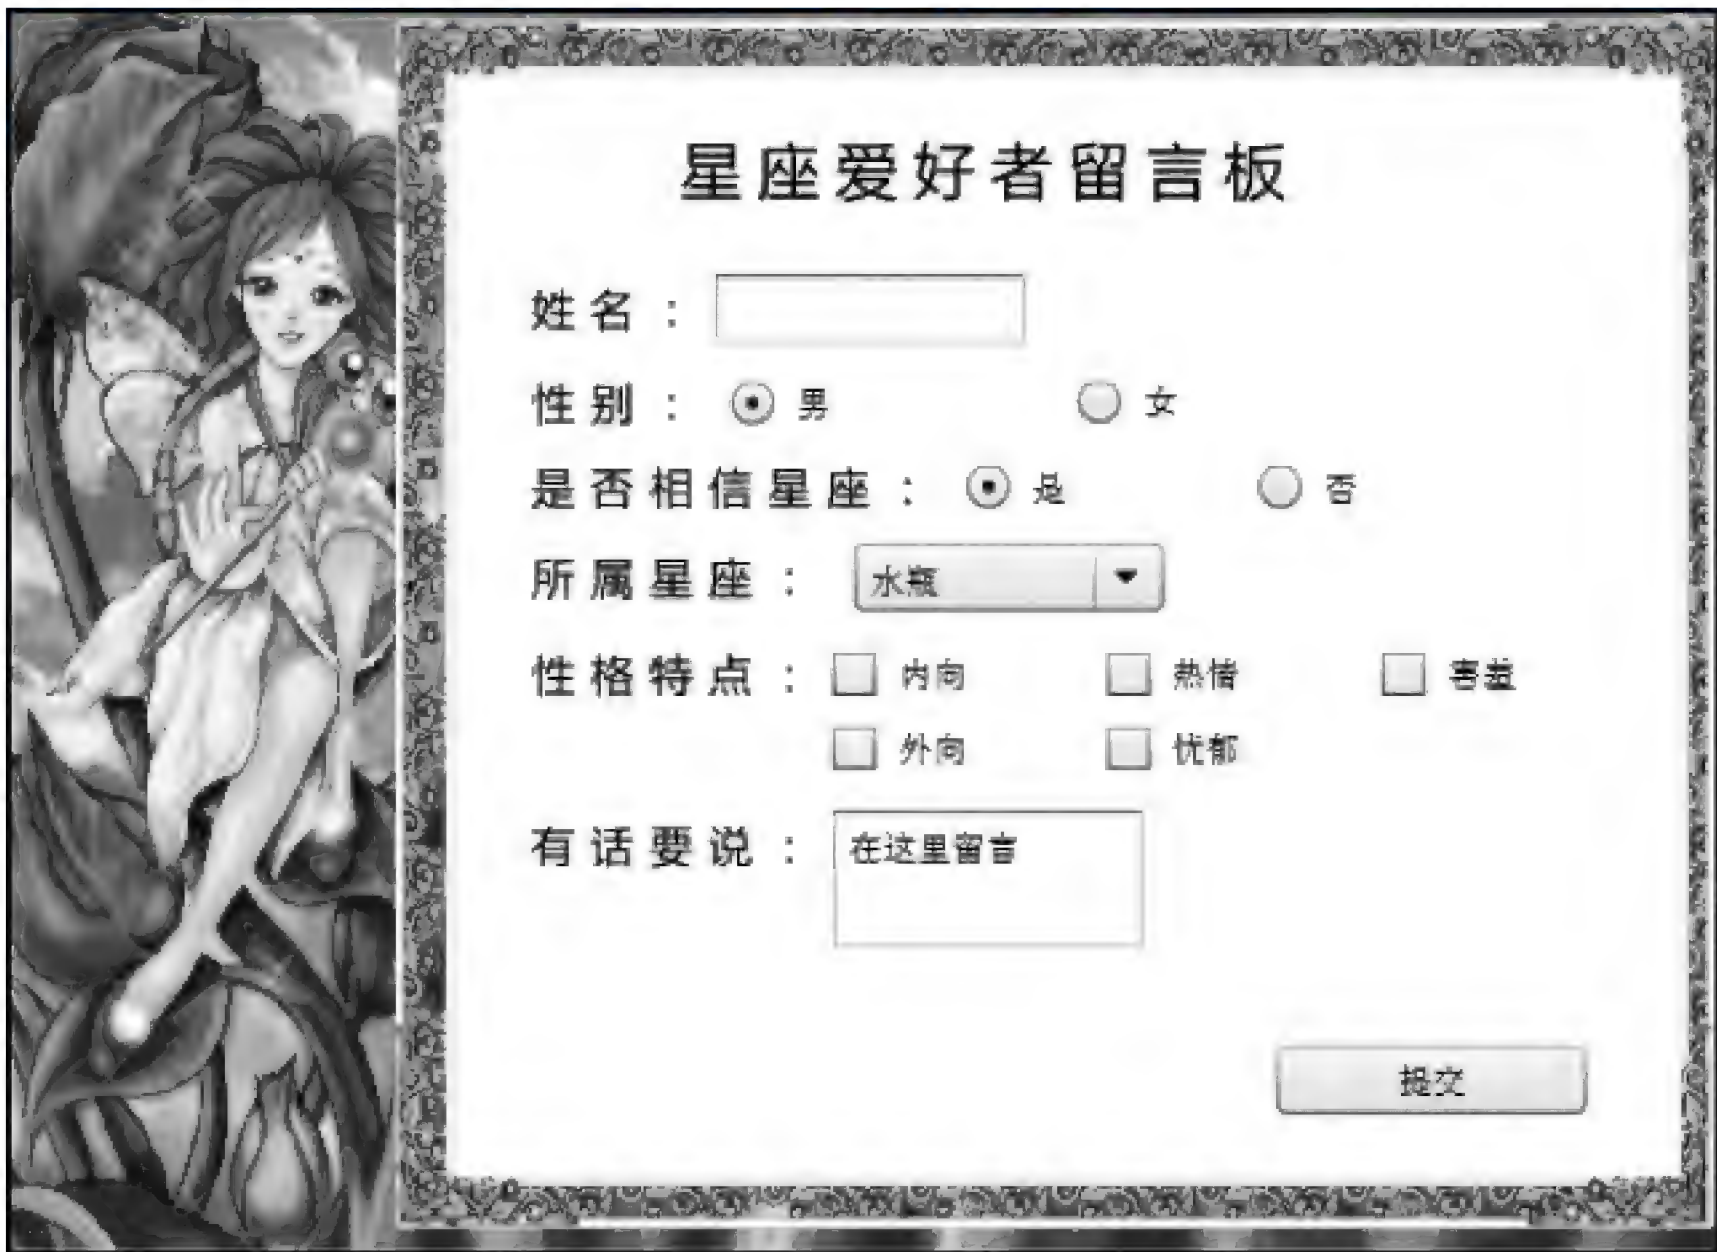 星座爱好者留言板
姓名：
性别： 男 女
是否相信星座： 是 否
所属星座： 水瓶
性格特点： 内向 热情 害羞
外向 忧郁
有话要说： 在这里留言
提交